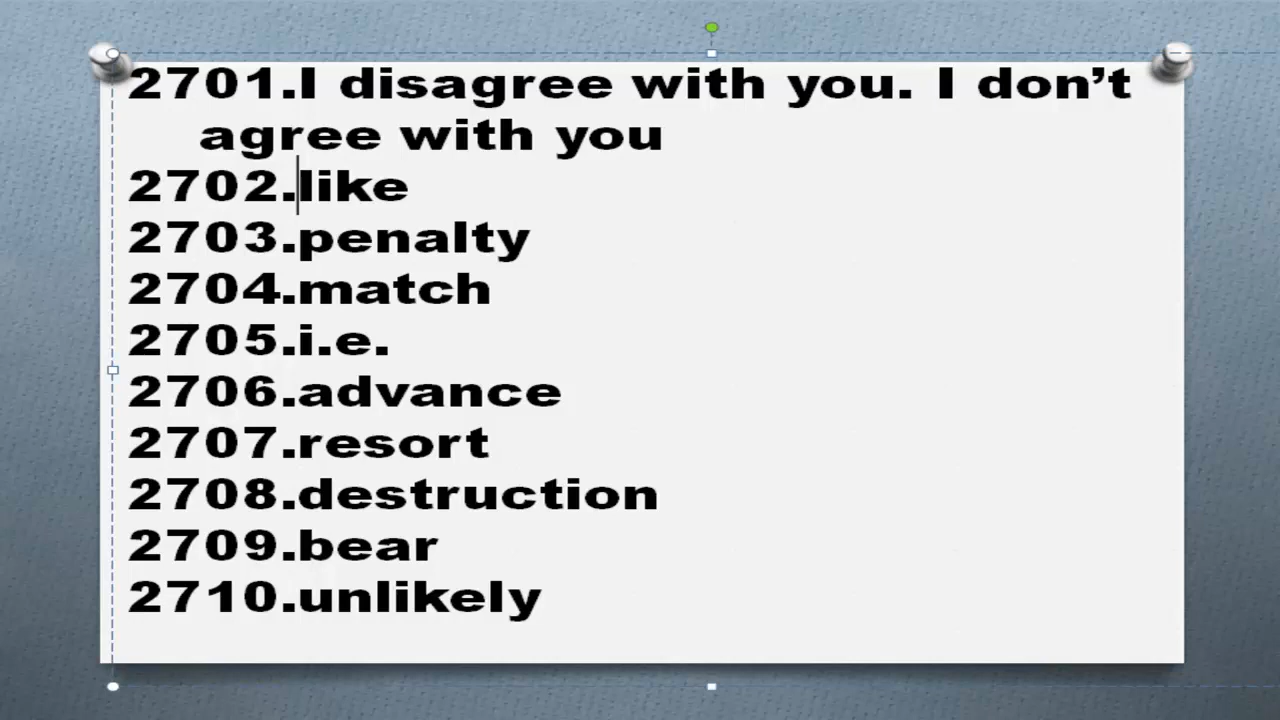 2701.I disagree with you. I don’t
agree with you
2702.like
2703.penalty
2704.match
2705.i.e.
2706.advance
2707.resort
2708.destruction
2709.bear
2710.unlikely